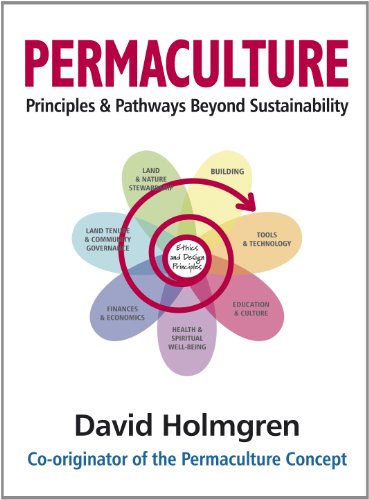 PERMACULTURE
Principles & Pathways Beyond Sustainability
LAND
& NATURE
STEWARDSHIP
BUILDING
LAND TENURE
& COMMUNITY
GOVERNANCE
TOOLS
& TECHNOLOGY
Ethics
and Design
Principles
FINANCES
& ECONOMICS
EDUCATION
& CULTURE
HEALTH &
SPIRITUAL
WELL-BEING
David Holmgren
Co-originator of the Permaculture Concept